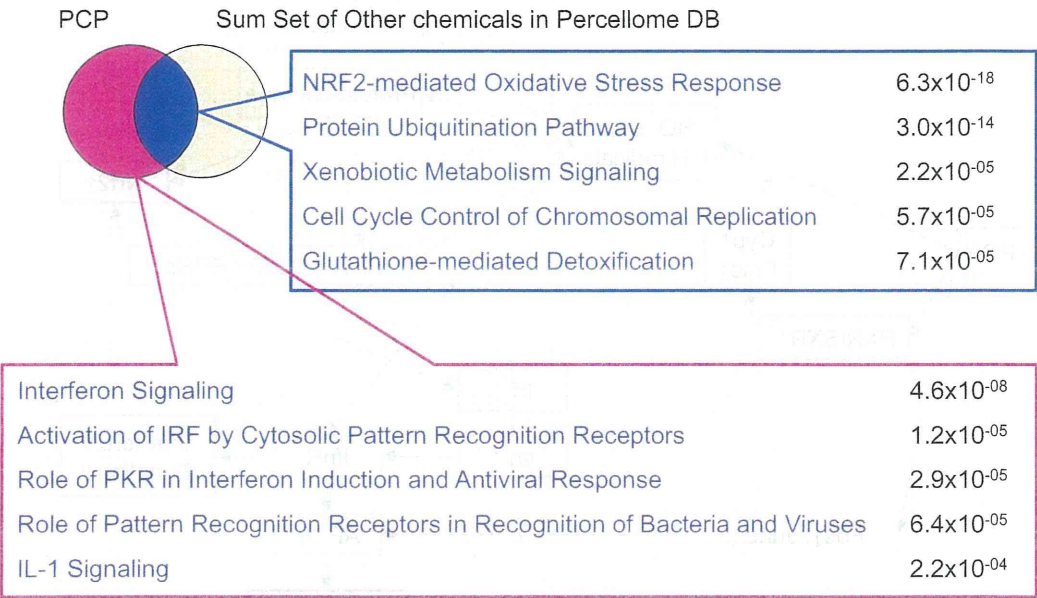 PCP Sum Set of Other chemicals in Percellome DB
NRF2-mediated Oxidative Stress Response 6.3x10⁻¹⁸
Protein Ubiquitination Pathway 3.0x10⁻¹⁴
Xenobiotic Metabolism Signaling 2.2x10⁻⁰⁵
Cell Cycle Control of Chromosomal Replication 5.7x10⁻⁰⁵
Glutathione-mediated Detoxification 7.1x10⁻⁰⁵
Interferon Signaling 4.6x10⁻⁰⁸
Activation of IRF by Cytosolic Pattern Recognition Receptors 1.2x10⁻⁰⁵
Role of PKR in Interferon Induction and Antiviral Response 2.9x10⁻⁰⁵
Role of Pattern Recognition Receptors in Recognition of Bacteria and Viruses 6.4x10⁻⁰⁵
IL-1 Signaling 2.2x10⁻⁰⁴